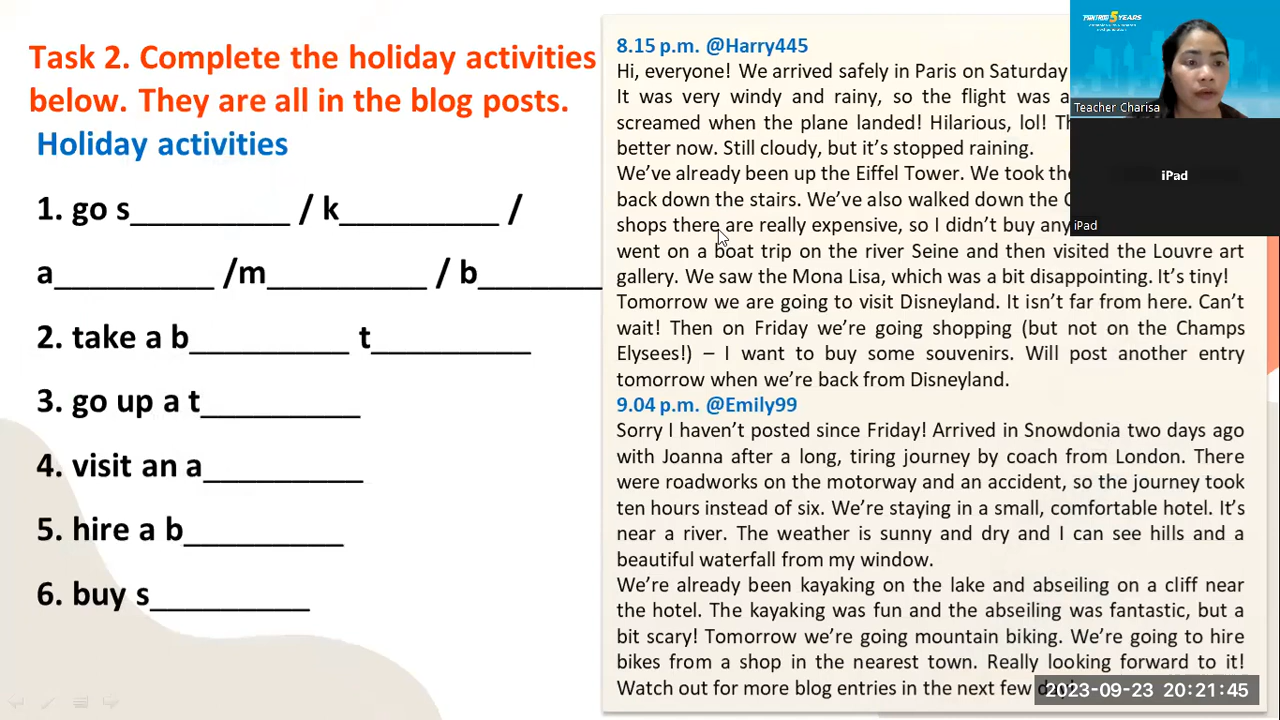 Task 2. Complete the holiday activities
below. They are all in the blog posts.
Holiday activities
1. go s__________ / k__________ /
a__________ /m__________ / b________
2. take a b__________ t__________
3. go up a t__________
4. visit an a__________
5. hire a b__________
6. buy s__________
8.15 p.m. @Harry445
Hi, everyone! We arrived safely in Paris on Saturday
It was very windy and rainy, so the flight was a
screamed when the plane landed! Hilarious, lol!
better now. Still cloudy, but it's stopped raining.
We've already been up the Eiffel Tower. We took the
back down the stairs. We've also walked down the
shops there are really expensive, so I didn't buy
went on a boat trip on the river Seine and then visited the Louvre art
gallery. We saw the Mona Lisa, which was a bit disappointing. It's tiny!
Tomorrow we are going to visit Disneyland. It isn't far from here. Can't
wait! Then on Friday we're going shopping (but not on the Champs
Elysees!) – I want to buy some souvenirs. Will post another entry
tomorrow when we're back from Disneyland.
9.04 p.m. @Emily99
Sorry I haven't posted since Friday! Arrived in Snowdonia two days ago
with Joanna after a long, tiring journey by coach from London. There
were roadworks on the motorway and an accident, so the journey took
ten hours instead of six. We're staying in a small, comfortable hotel. It's
near a river. The weather is sunny and dry and I can see hills and a
beautiful waterfall from my window.
We're already been kayaking on the lake and abseiling on a cliff near
the hotel. The kayaking was fun and the abseiling was fantastic, but a
bit scary! Tomorrow we're going mountain biking. We're going to hire
bikes from a shop in the nearest town. Really looking forward to it!
Watch out for more blog entries in the next few
5 YEARS
Teacher Charisa
iPad
iPad
2023-09-23 20:21:45